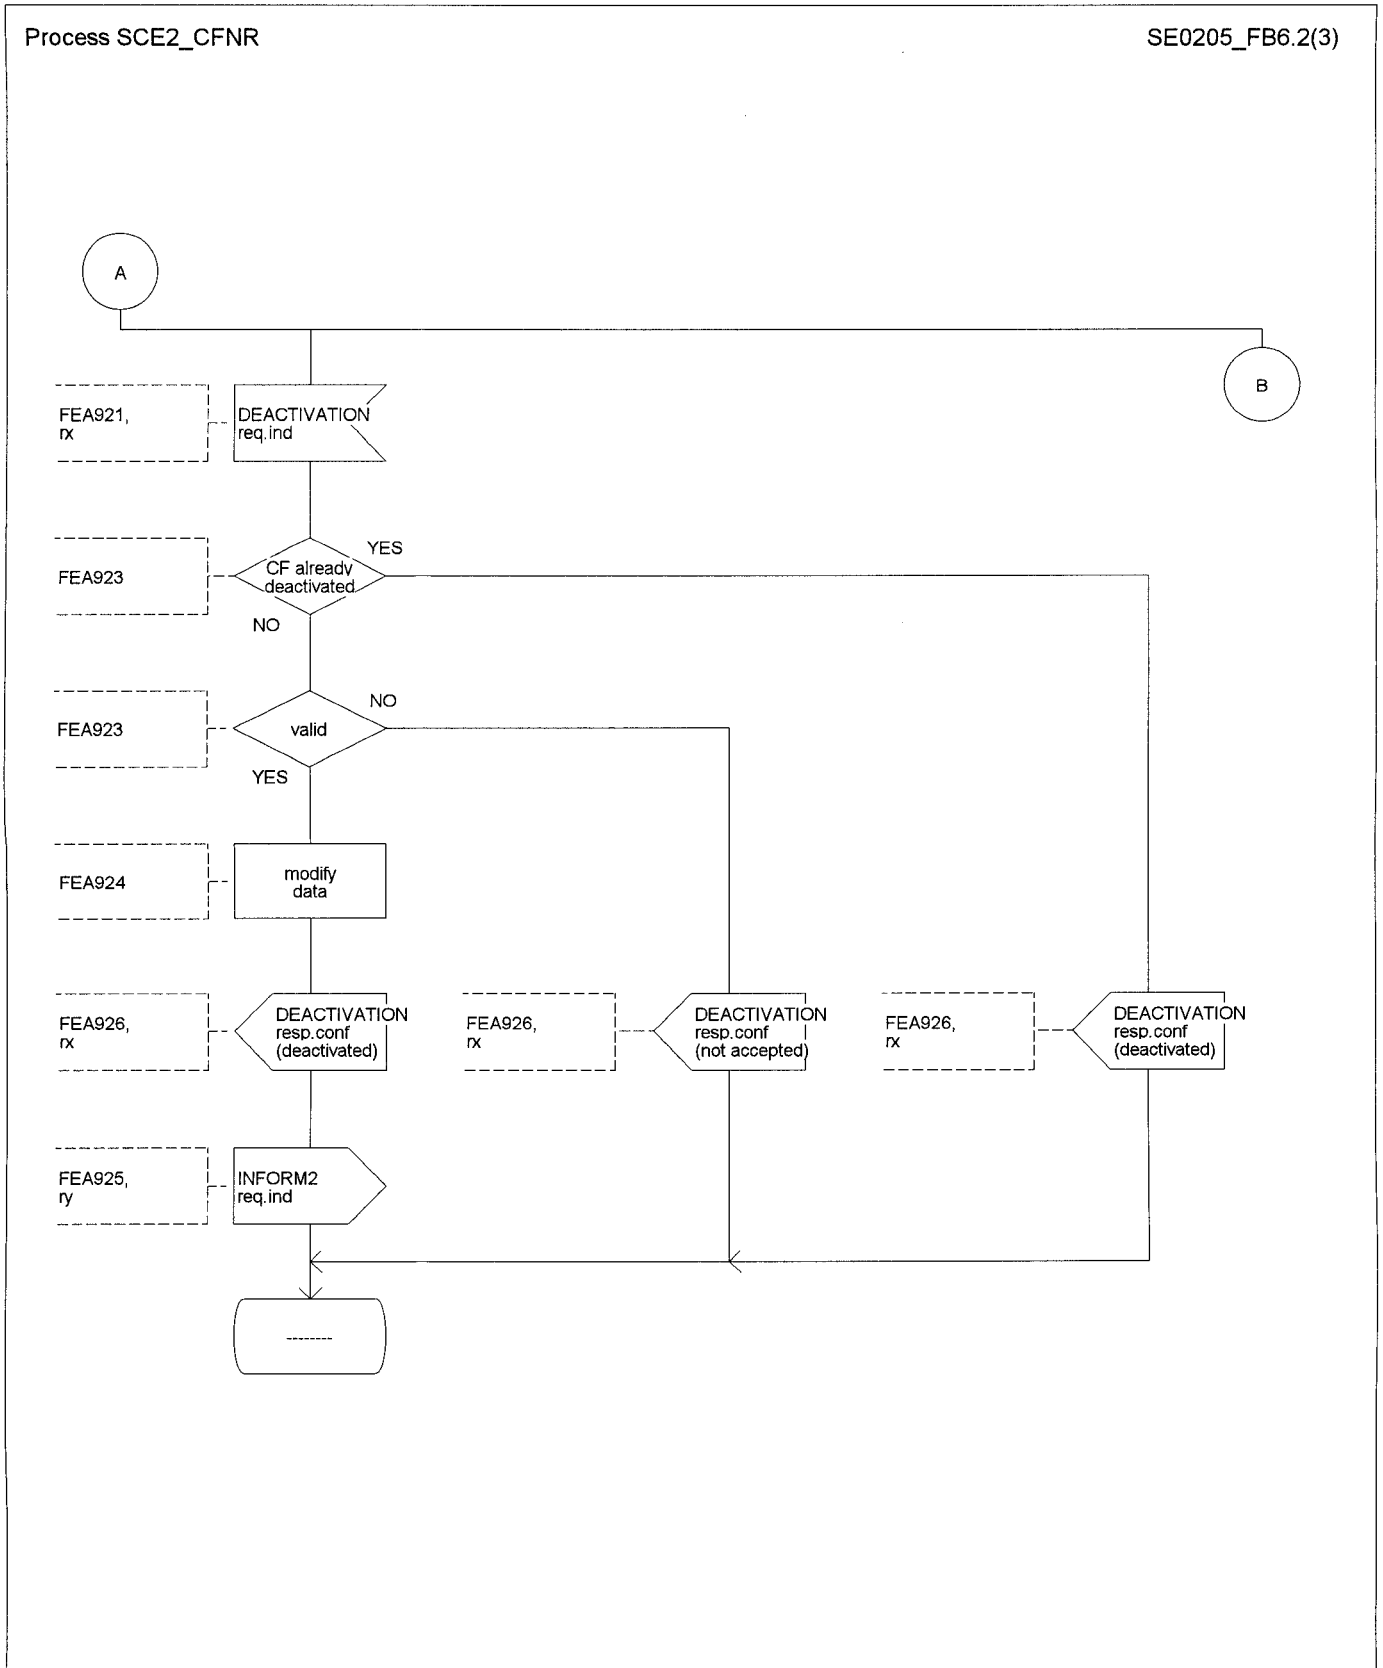 Process SCE2_CFNR
SE0205_FB6.2(3)
A
B
FEA921,
rx
DEACTIVATION
req.ind
FEA923
CF already
deactivated
YES
NO
FEA923
valid
NO
YES
FEA924
modify
data
FEA926,
rx
DEACTIVATION
resp.conf
(deactivated)
FEA926,
rx
DEACTIVATION
resp.conf
(not accepted)
FEA926,
rx
DEACTIVATION
resp.conf
(deactivated)
FEA925,
ry
INFORM2
req.ind
--------